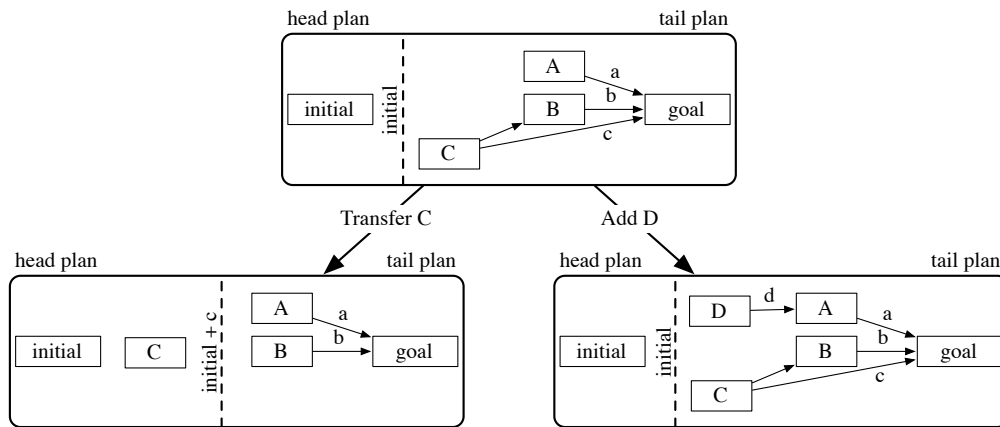 head plan tail plan
A
a
initial
initial
B
b
goal
c
C
Transfer C Add D
head plan tail plan
initial
C
initial + c
A
a
B
b
goal
head plan tail plan
initial
initial
D
d
A
a
B
b
goal
c
C